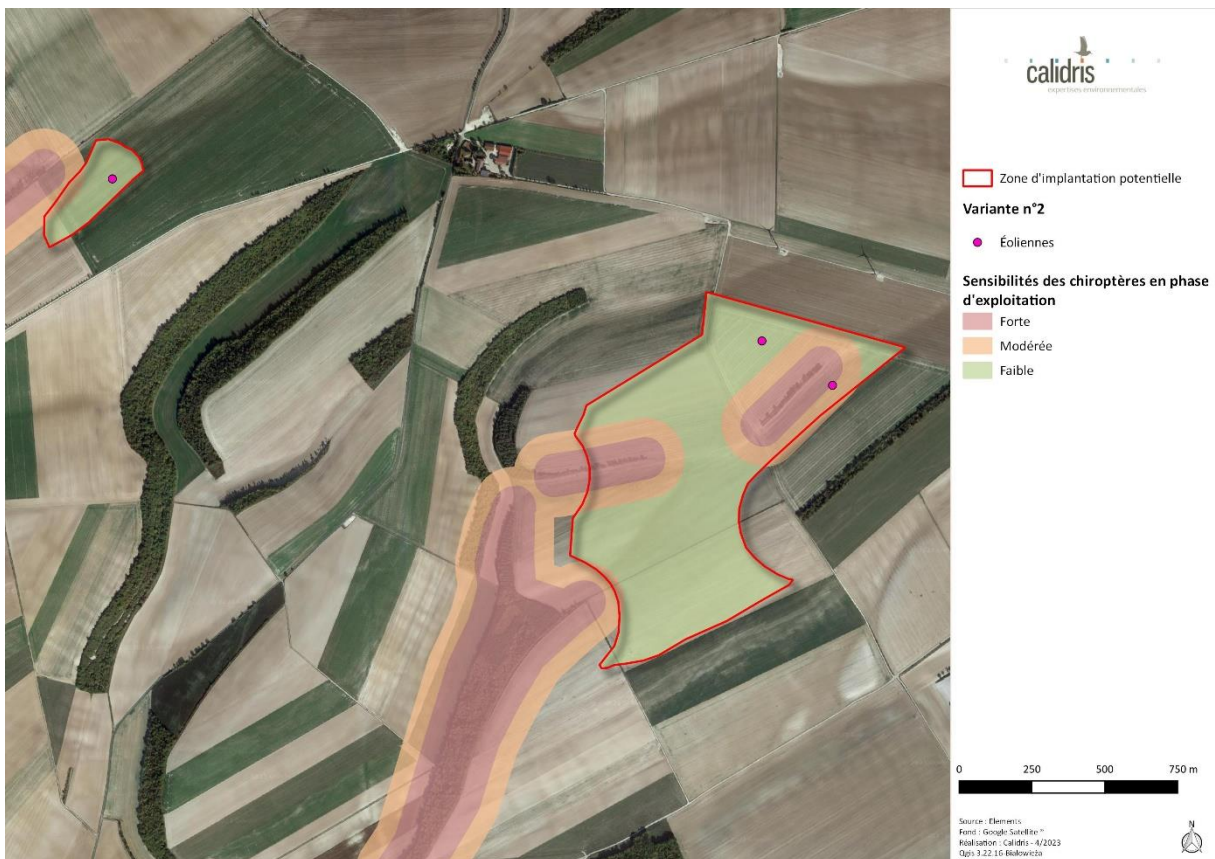 calidris
expertises environnementales
Zone d'implantation potentielle
Variante n°2
Éoliennes
Sensibilités des chiroptères en phase
d'exploitation
Forte
Modérée
Faible
0 250 500 750 m
Source : Elements
Fond : Google Satellite ™
Réalisation : Calidris - 4/2023
Qgis 3.22.16-Białowieża
N